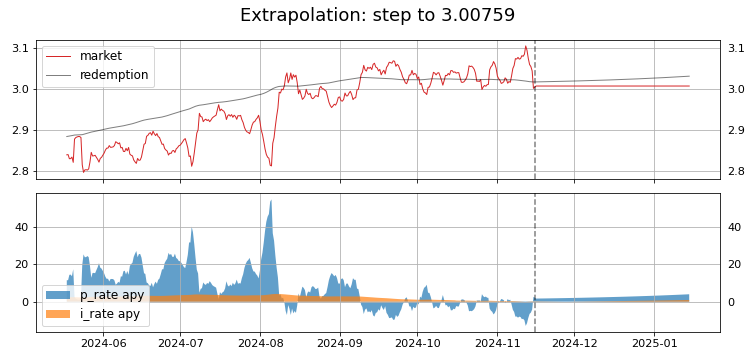 Extrapolation: step to 3.00759
3.1 3.1
market
redemption
3.0 3.0
2.9 2.9
2.8 2.8
40 40
20 20
p_rate apy
0 0
i_rate apy
2024-06 2024-07 2024-08 2024-09 2024-10 2024-11 2024-12 2025-01